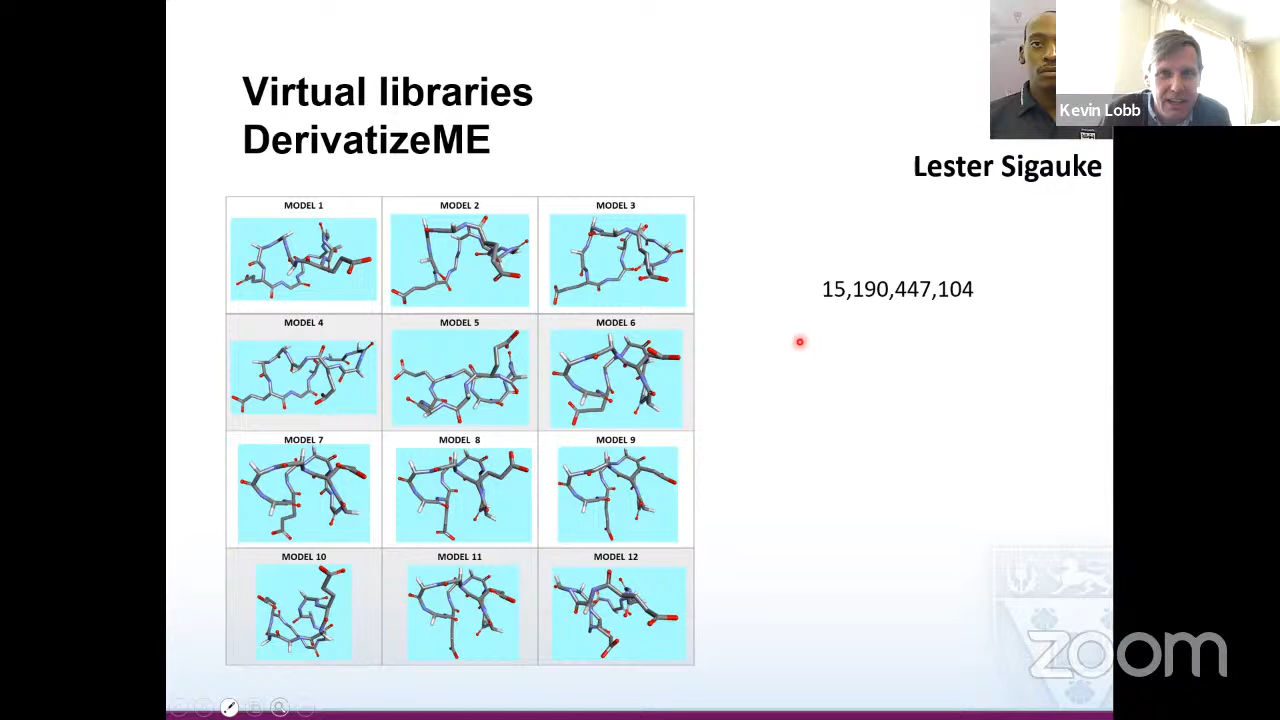 Virtual libraries
DerivatizeME
Kevin Lobb
Lester Sigauke
MODEL 1
MODEL 2
MODEL 3
15,190,447,104
MODEL 4
MODEL 5
MODEL 6
MODEL 7
MODEL 8
MODEL 9
MODEL 10
MODEL 11
MODEL 12
zoom